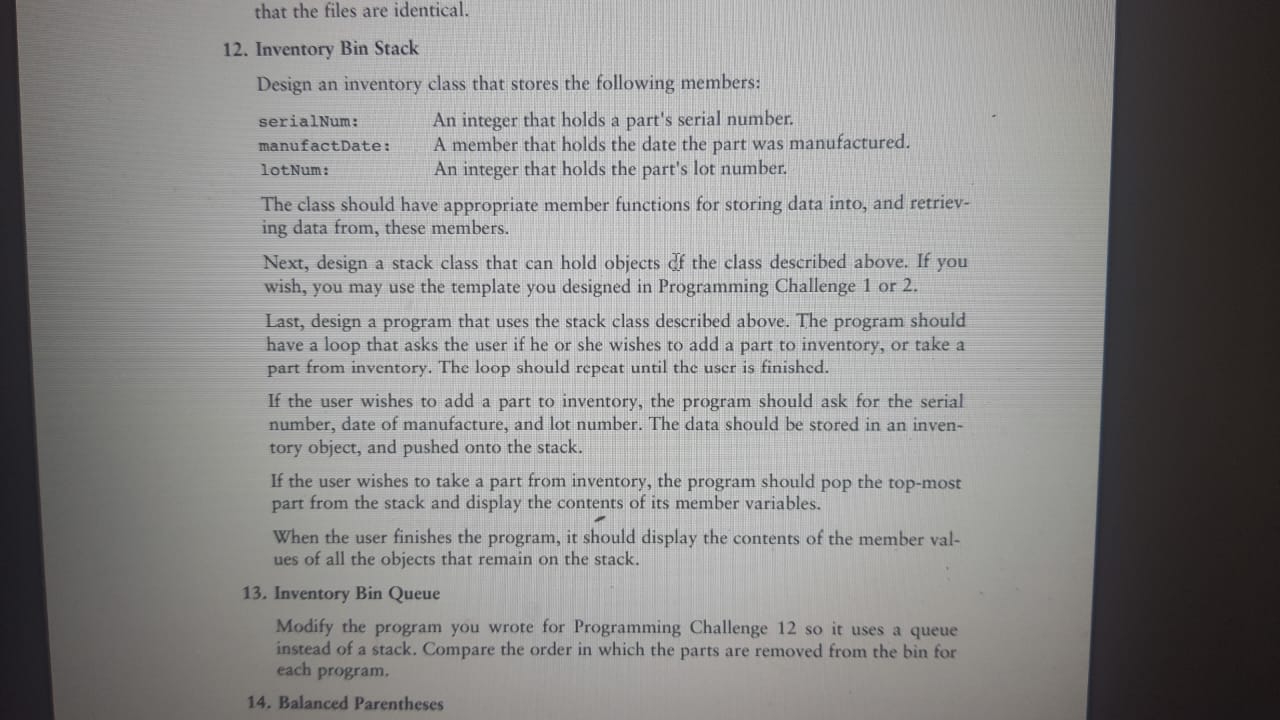 that the files are identical.
12. Inventory Bin Stack
Design an inventory class that stores the following members:
serialNum: An integer that holds a part's serial number.
manufactDate: A member that holds the date the part was manufactured.
lotNum: An integer that holds the part's lot number.
The class should have appropriate member functions for storing data into, and retriev-
ing data from, these members.
Next, design a stack class that can hold objects of the class described above. If you
wish, you may use the template you designed in Programming Challenge 1 or 2.
Last, design a program that uses the stack class described above. The program should
have a loop that asks the user if he or she wishes to add a part to inventory, or take a
part from inventory. The loop should repeat until the user is finished.
If the user wishes to add a part to inventory, the program should ask for the serial
number, date of manufacture, and lot number. The data should be stored in an inven-
tory object, and pushed onto the stack.
If the user wishes to take a part from inventory, the program should pop the top-most
part from the stack and display the contents of its member variables.
When the user finishes the program, it should display the contents of the member val-
ues of all the objects that remain on the stack.
13. Inventory Bin Queue
Modify the program you wrote for Programming Challenge 12 so it uses a queue
instead of a stack. Compare the order in which the parts are removed from the bin for
each program.
14. Balanced Parentheses